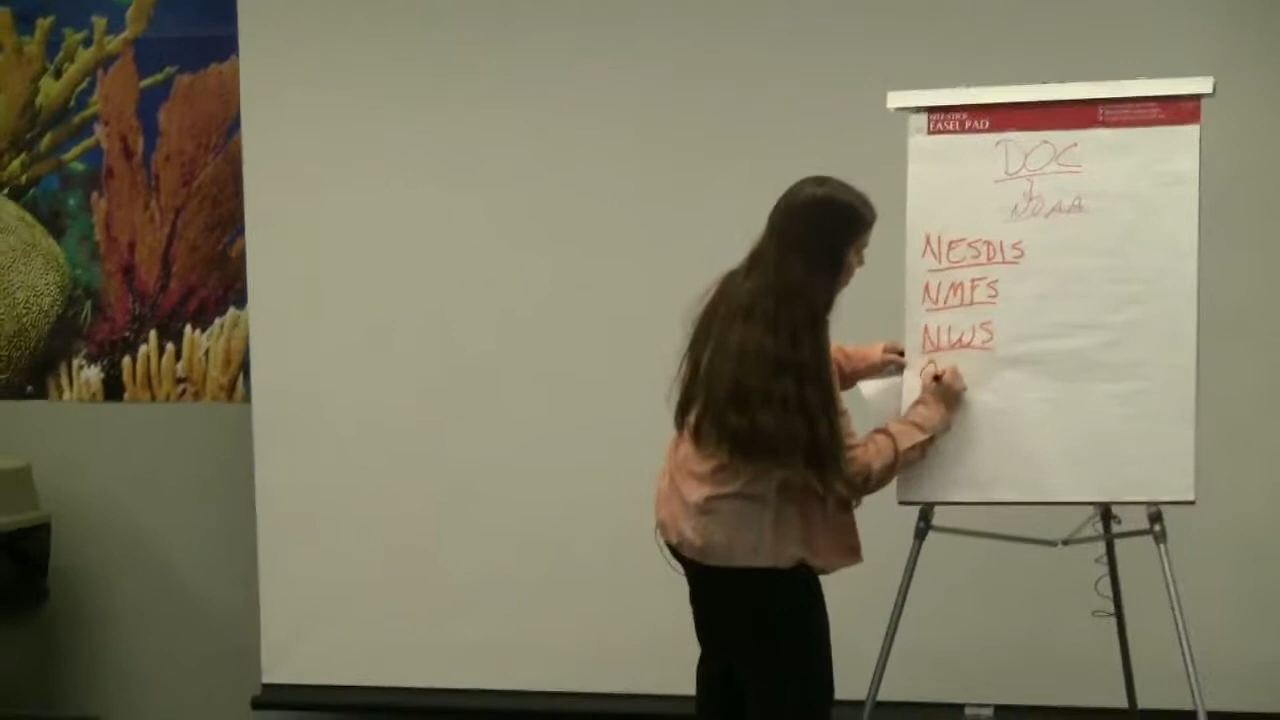 SELF-STICK
EASEL PAD
DOC
NOAA
NESDIS
NMFS
NWS